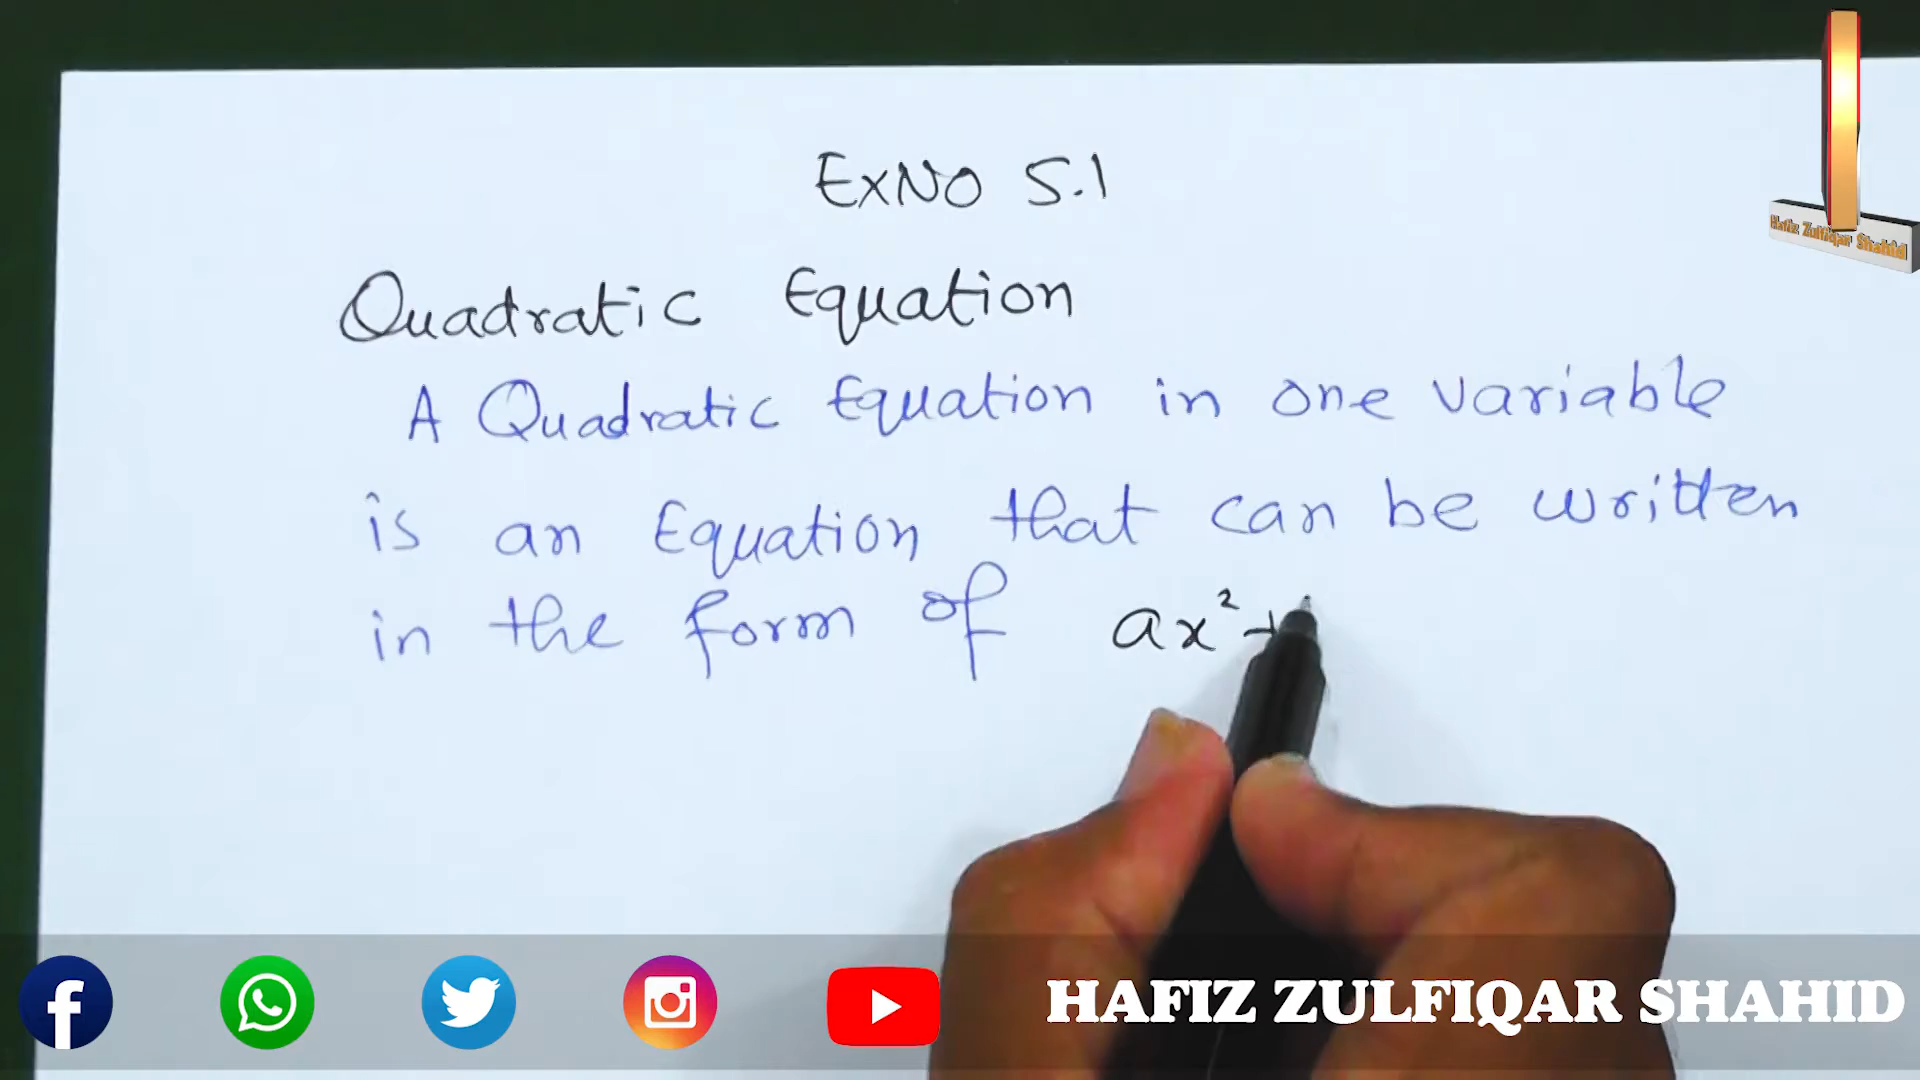 ExNO 5.1
Quadratic Equation
A Quadratic Equation in one variable
is an Equation that can be written
in the form of ax²+
Hafiz Zulfiqar Shahid
HAFIZ ZULFIQAR SHAHID